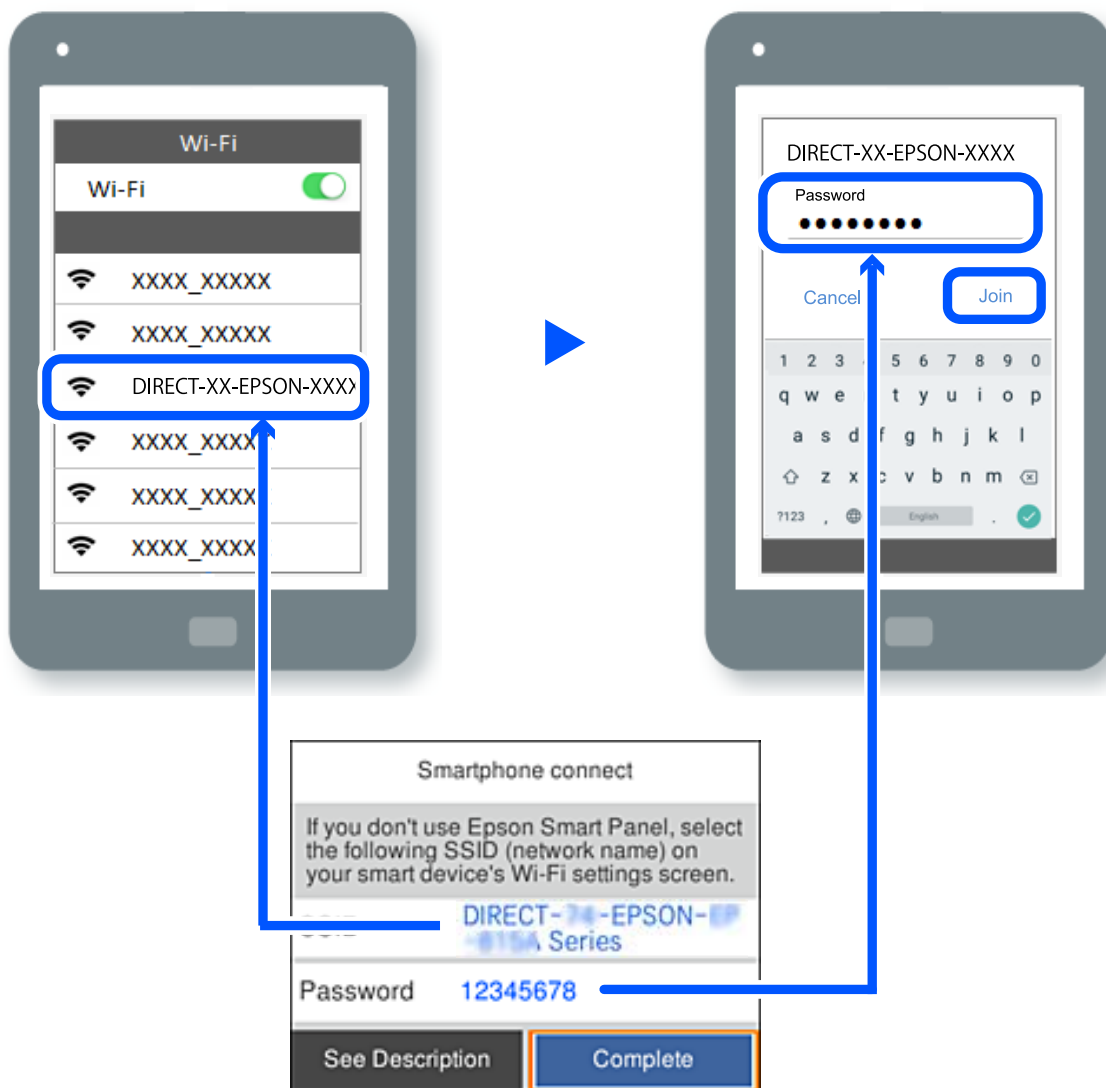 Wi-Fi
Wi-Fi
XXXX_XXXXX
XXXX_XXXXX
DIRECT-XX-EPSON-XXXX
XXXX_XXXX
XXXX_XXXX
XXXX_XXXX
DIRECT-XX-EPSON-XXXX
Password
••••••••
Cancel
Join
1 2 3 5 6 7 8 9 0
q w e t y u i o p
a s d f g h j k l
z x c v b n m
?123 , English .
Smartphone connect
If you don't use Epson Smart Panel, select
the following SSID (network name) on
your smart device's Wi-Fi settings screen.
DIRECT- -EPSON-
Series
Password 12345678
See Description
Complete